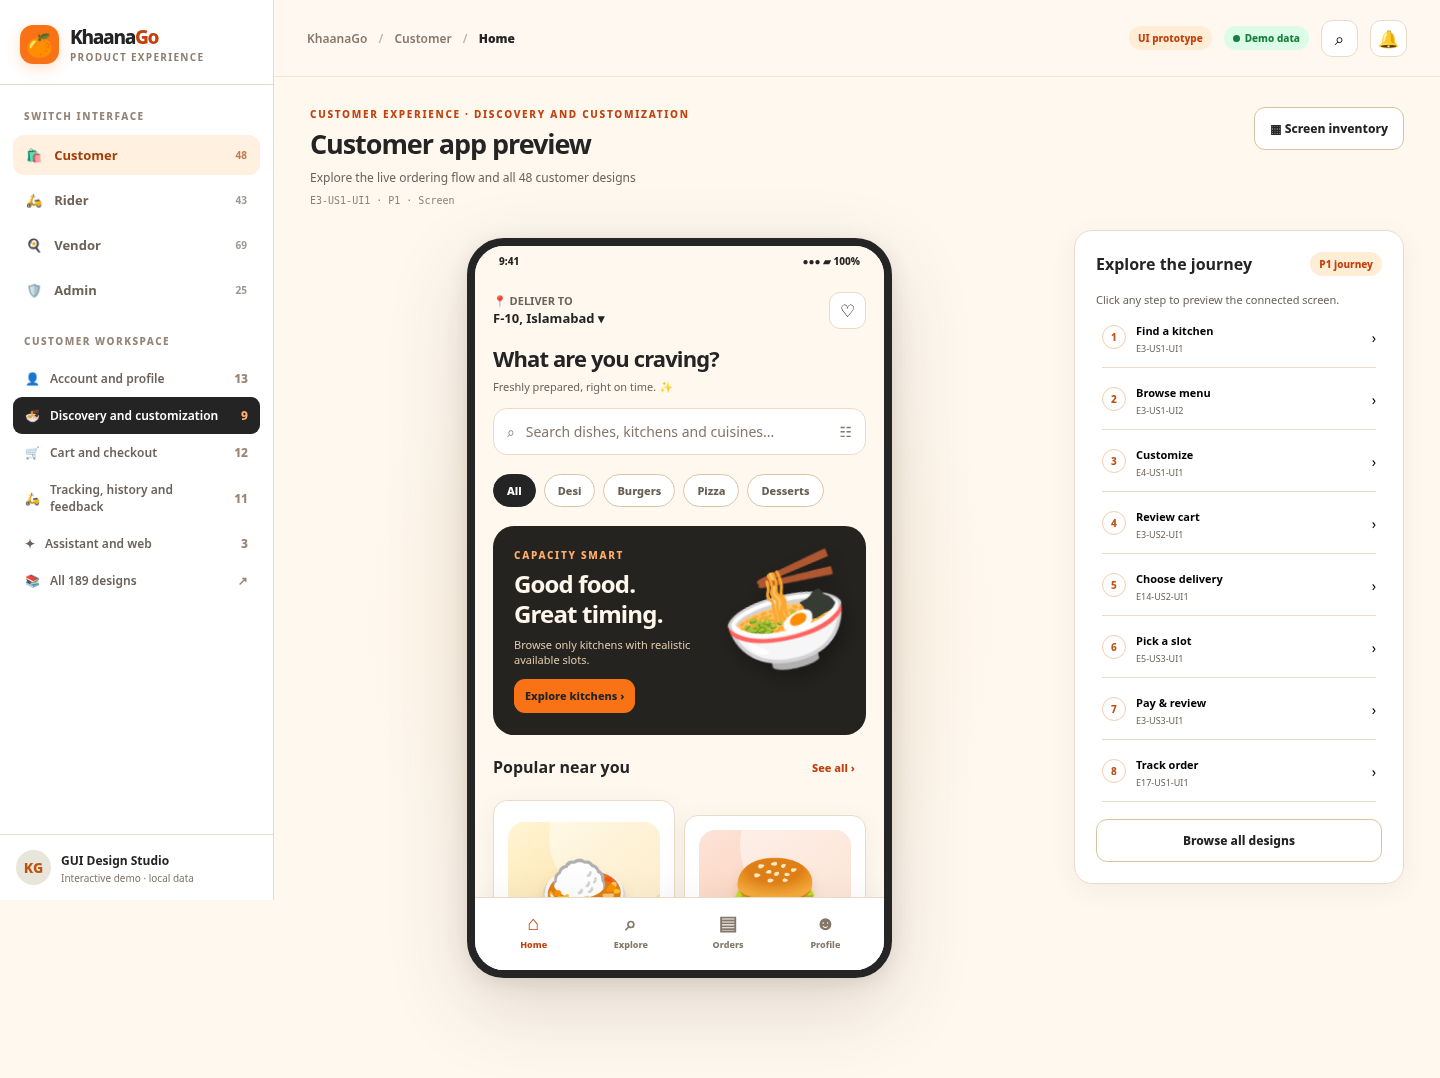 KhaanaGo
PRODUCT EXPERIENCE
SWITCH INTERFACE
Customer 48
Rider 43
Vendor 69
Admin 25
CUSTOMER WORKSPACE
Account and profile 13
Discovery and customization 9
Cart and checkout 12
Tracking, history and
feedback 11
Assistant and web 3
All 189 designs ↗
KG
GUI Design Studio
Interactive demo · local data
KhaanaGo / Customer / Home
UI prototype
Demo data
CUSTOMER EXPERIENCE · DISCOVERY AND CUSTOMIZATION
Customer app preview
Explore the live ordering flow and all 48 customer designs
E3-US1-UI1 · P1 · Screen
Screen inventory
9:41
100%
DELIVER TO
F-10, Islamabad ▾
What are you craving?
Freshly prepared, right on time. ✨
Search dishes, kitchens and cuisines...
All Desi Burgers Pizza Desserts
CAPACITY SMART
Good food.
Great timing.
Browse only kitchens with realistic
available slots.
Explore kitchens ›
Popular near you
See all ›
Home Explore Orders Profile
Explore the journey
P1 journey
Click any step to preview the connected screen.
1 Find a kitchen ›
E3-US1-UI1
2 Browse menu ›
E3-US1-UI2
3 Customize ›
E4-US1-UI1
4 Review cart ›
E3-US2-UI1
5 Choose delivery ›
E14-US2-UI1
6 Pick a slot ›
E5-US3-UI1
7 Pay & review ›
E3-US3-UI1
8 Track order ›
E17-US1-UI1
Browse all designs